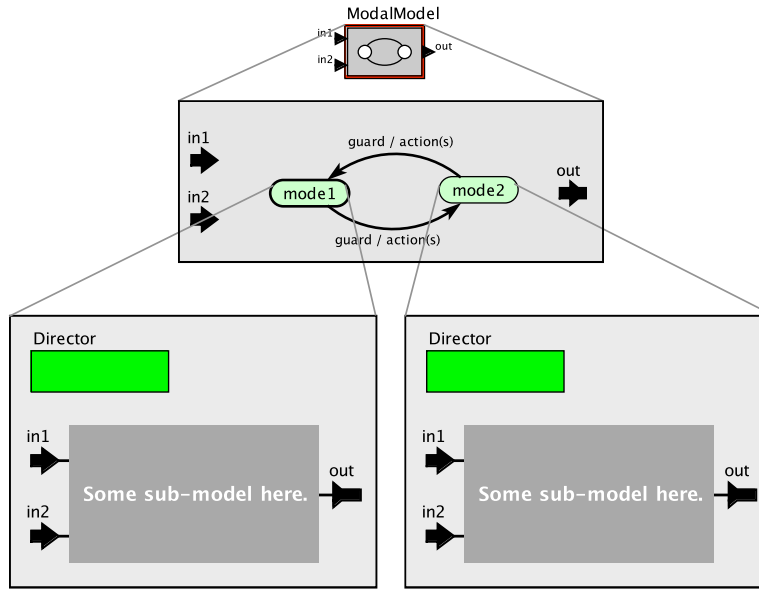 ModalModel
in1
in2
out
in1
in2
guard / action(s)
mode1
mode2
guard / action(s)
out
Director
in1
in2
Some sub-model here.
out
Director
in1
in2
Some sub-model here.
out